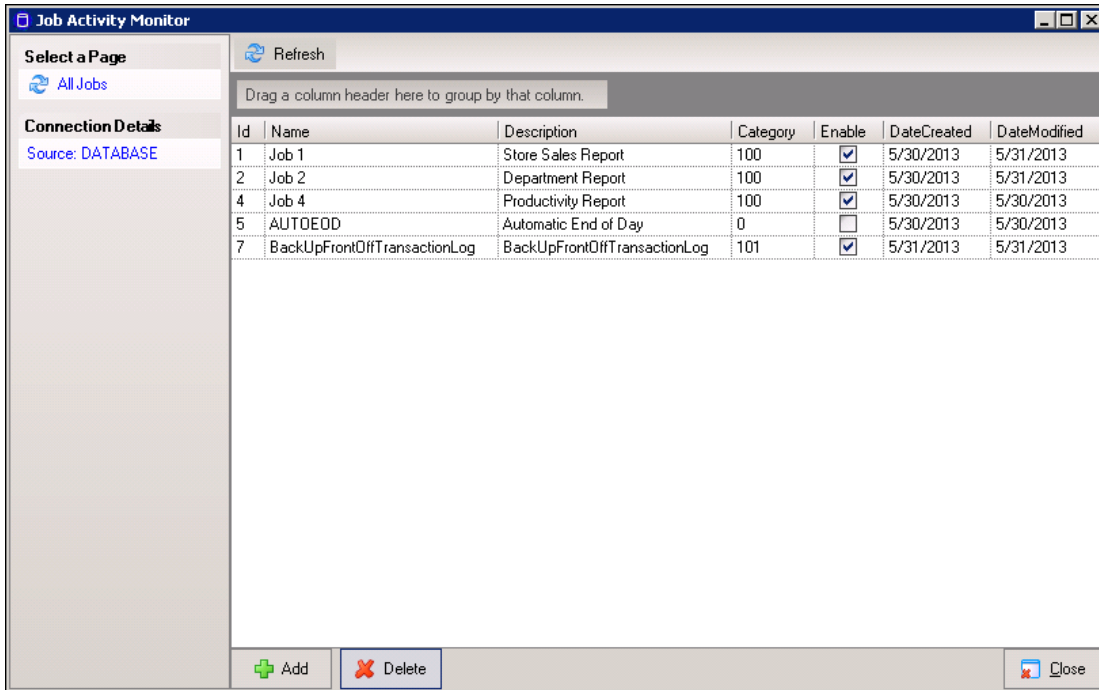 Job Activity Monitor
Select a Page
All Jobs
Connection Details
Source: DATABASE
Refresh
Drag a column header here to group by that column.
Id Name Description Category Enable DateCreated DateModified
1 Job 1 Store Sales Report 100 5/30/2013 5/31/2013
2 Job 2 Department Report 100 5/30/2013 5/31/2013
4 Job 4 Productivity Report 100 5/30/2013 5/30/2013
5 AUTOEOD Automatic End of Day 0 5/30/2013 5/30/2013
7 BackUpFrontOffTransactionLog BackUpFrontOffTransactionLog 101 5/31/2013 5/31/2013
Add Delete Close